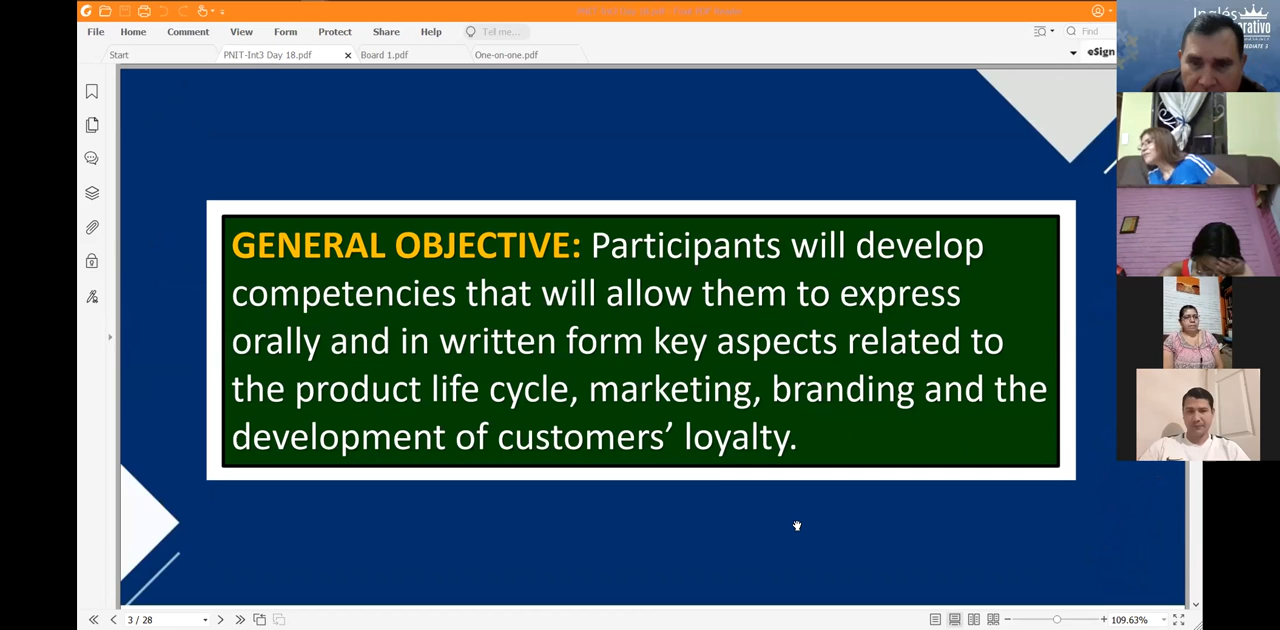 File Home Comment View Form Protect Share Help Tell me... Find
Start PNIT-Int3 Day 18.pdf Board 1.pdf One-on-one.pdf eSign
Inglés
GENERAL OBJECTIVE: Participants will develop
competencies that will allow them to express
orally and in written form key aspects related to
the product life cycle, marketing, branding and the
development of customers’ loyalty.
3 / 28 109.63%